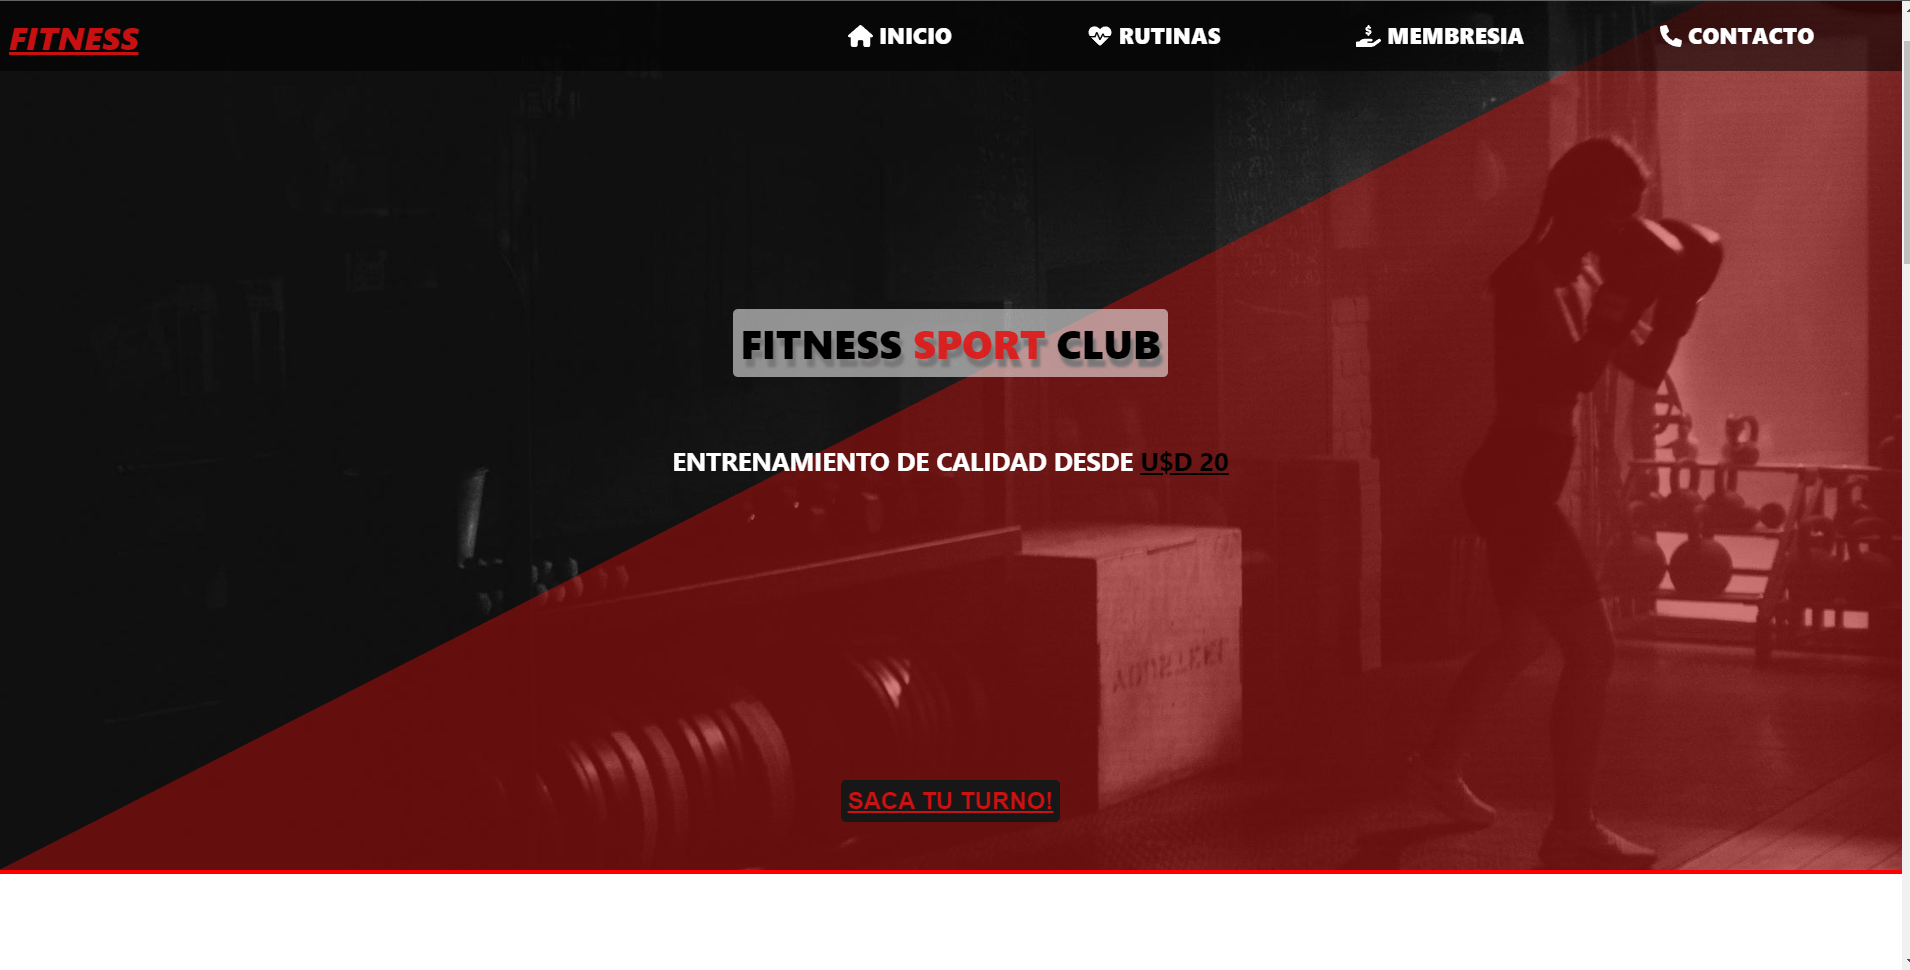 FITNESS
INICIO
RUTINAS
MEMBRESIA
CONTACTO
FITNESS SPORT CLUB
ENTRENAMIENTO DE CALIDAD DESDE U$D 20
SACA TU TURNO!